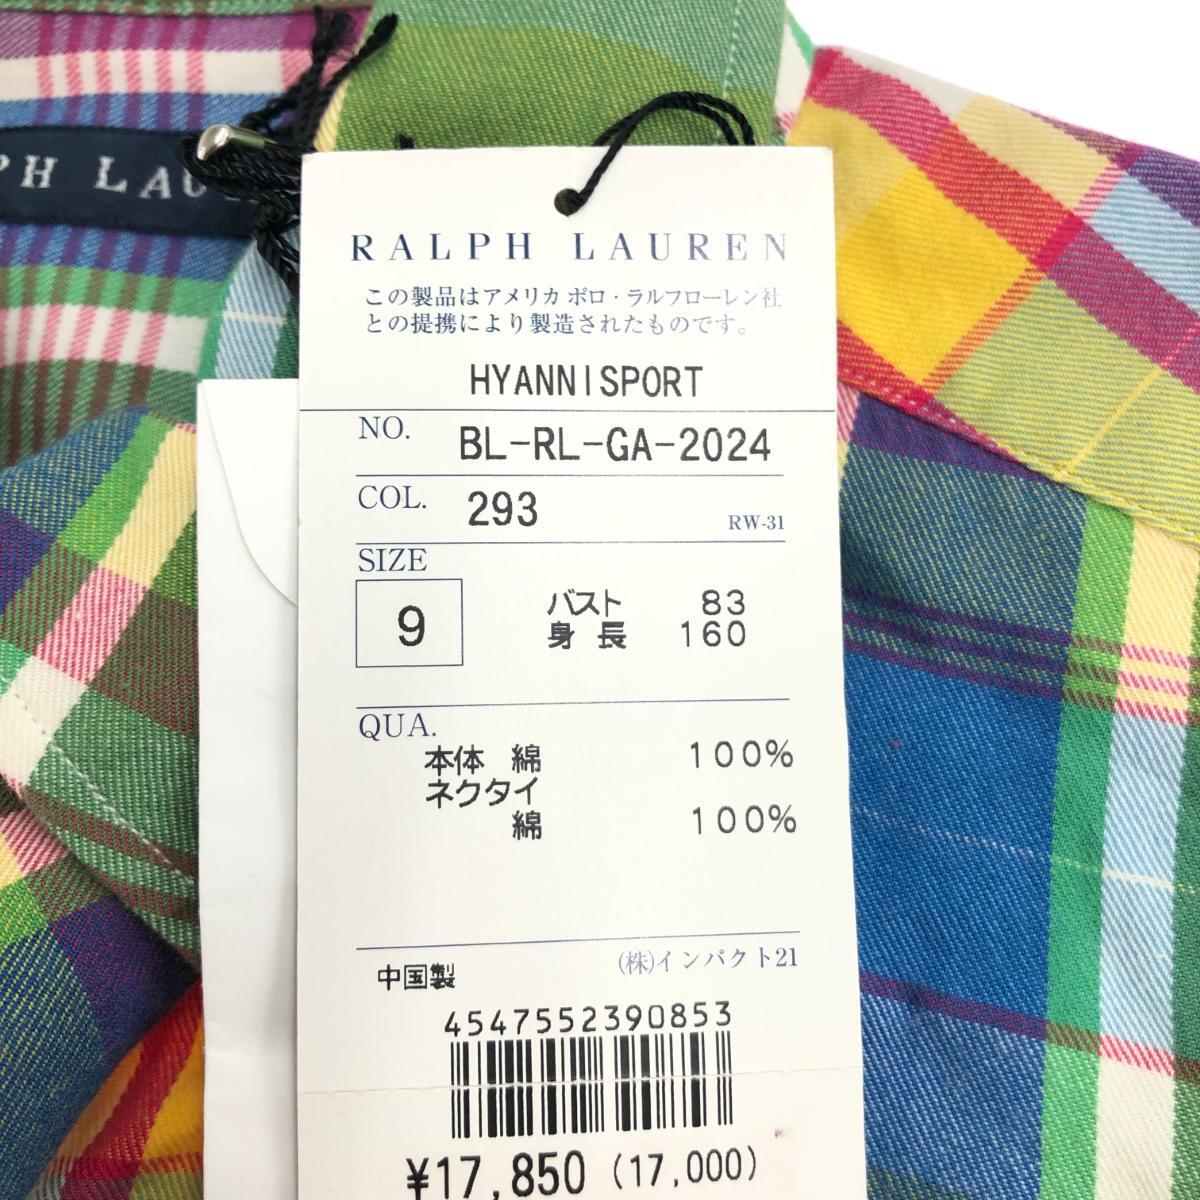 PH LAU
RALPH LAUREN
この製品はアメリカ ポロ・ラルフローレン社
との提携により製造されたものです。
HYANNISPORT
NO. BL-RL-GA-2024
COL. 293 RW-31
SIZE
9
バスト 83
身長 160
QUA.
本体 綿 100%
ネクタイ
綿 100%
(株)インパクト21
中国製
4547552390853
¥17,850 (17,000)